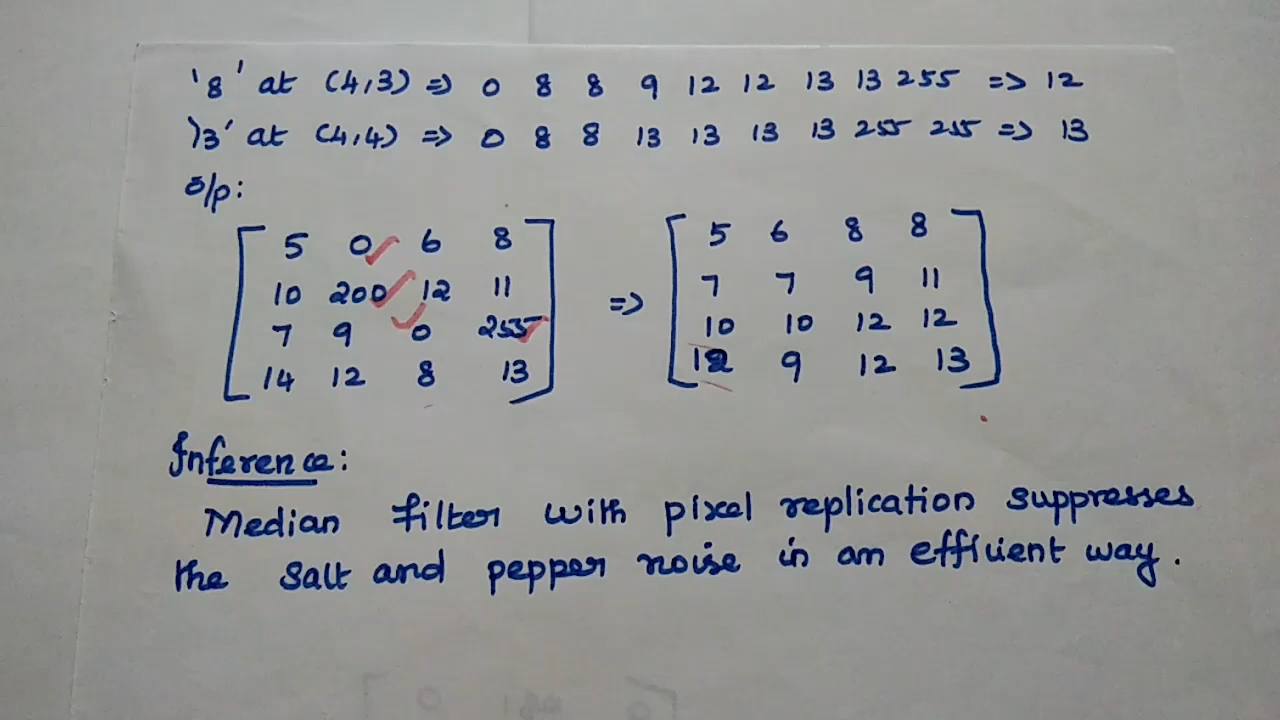 '8' at (4,3) => 0 8 8 9 12 12 13 13 255 => 12
'13' at (4,4) => 0 8 8 13 13 13 13 255 255 => 13
o/p:
5 0 6 8 => 5 6 8 8
10 200 12 11 7 7 9 11
7 9 0 255 10 10 12 12
14 12 8 13 12 9 12 13
Inference:
Median filter with pixel replication suppresses
the salt and pepper noise in an efficient way.